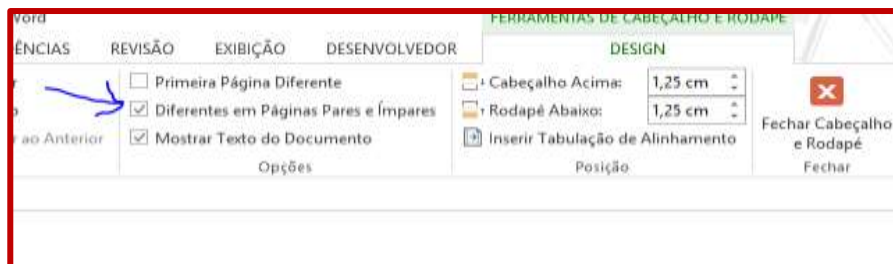 Word FERRAMENTAS DE CABEÇALHO E RODAPÉ
ÊNCIAS REVISÃO EXIBIÇÃO DESENVOLVEDOR DESIGN
Primeira Página Diferente
Diferentes em Páginas Pares e Ímpares
ao Anterior Mostrar Texto do Documento
Opções
Cabeçalho Acima: 1,25 cm
Rodapé Abaixo: 1,25 cm
Inserir Tabulação de Alinhamento
Posição
Fechar Cabeçalho
e Rodapé
Fechar